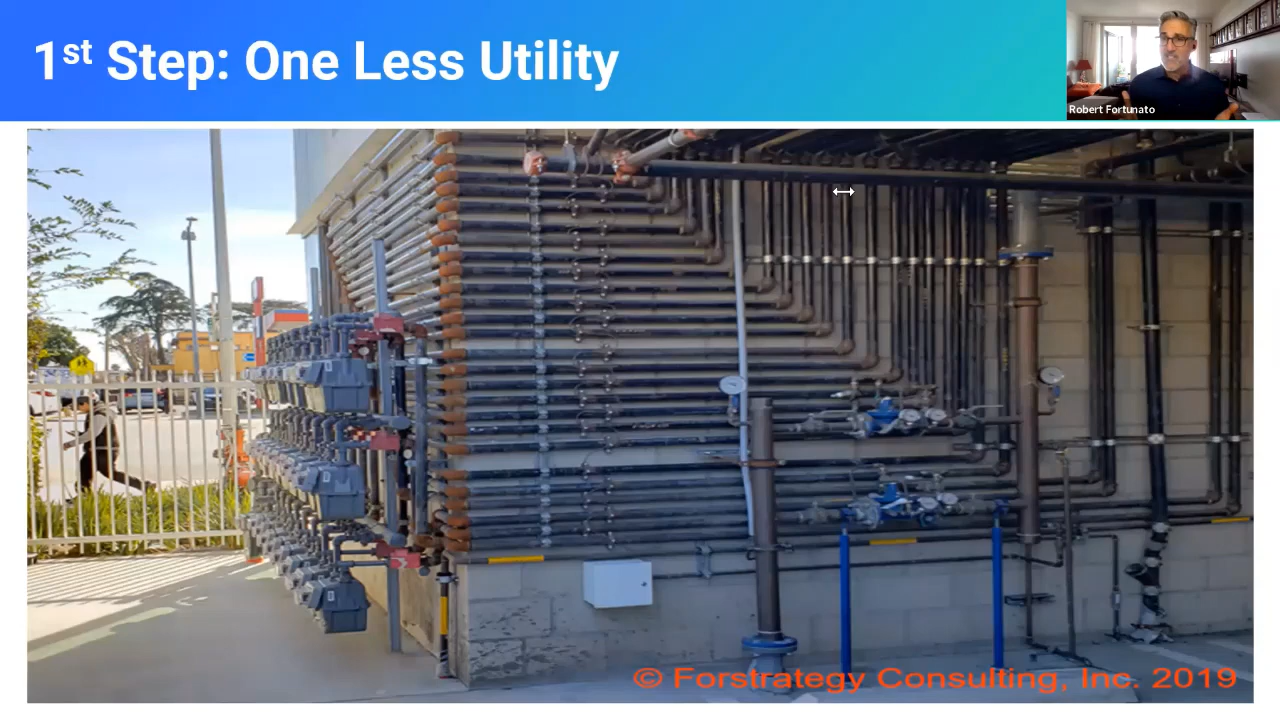 1st Step: One Less Utility
Robert Fortunato
© Forstrategy Consulting, Inc. 2019